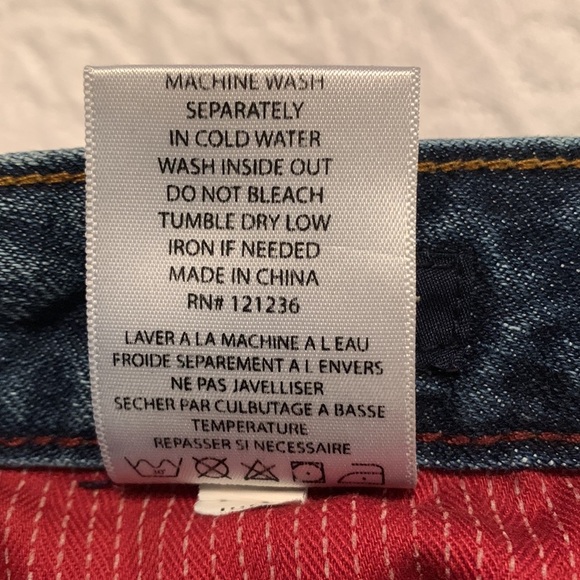 MACHINE WASH
SEPARATELY
IN COLD WATER
WASH INSIDE OUT
DO NOT BLEACH
TUMBLE DRY LOW
IRON IF NEEDED
MADE IN CHINA
RN# 121236
LAVER A LA MACHINE A L EAU
FROIDE SEPAREMENT A L ENVERS
NE PAS JAVELLISER
SECHER PAR CULBUTAGE A BASSE
TEMPERATURE
REPASSER SI NECESSAIRE